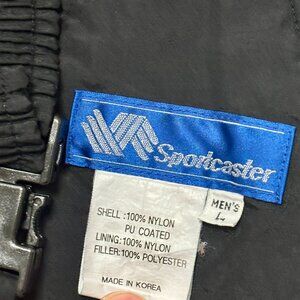 Sportcaster
MEN'S
L
SHELL :100% NYLON
PU COATED
LINING:100% NYLON
FILLER:100% POLYESTER
MADE IN KOREA